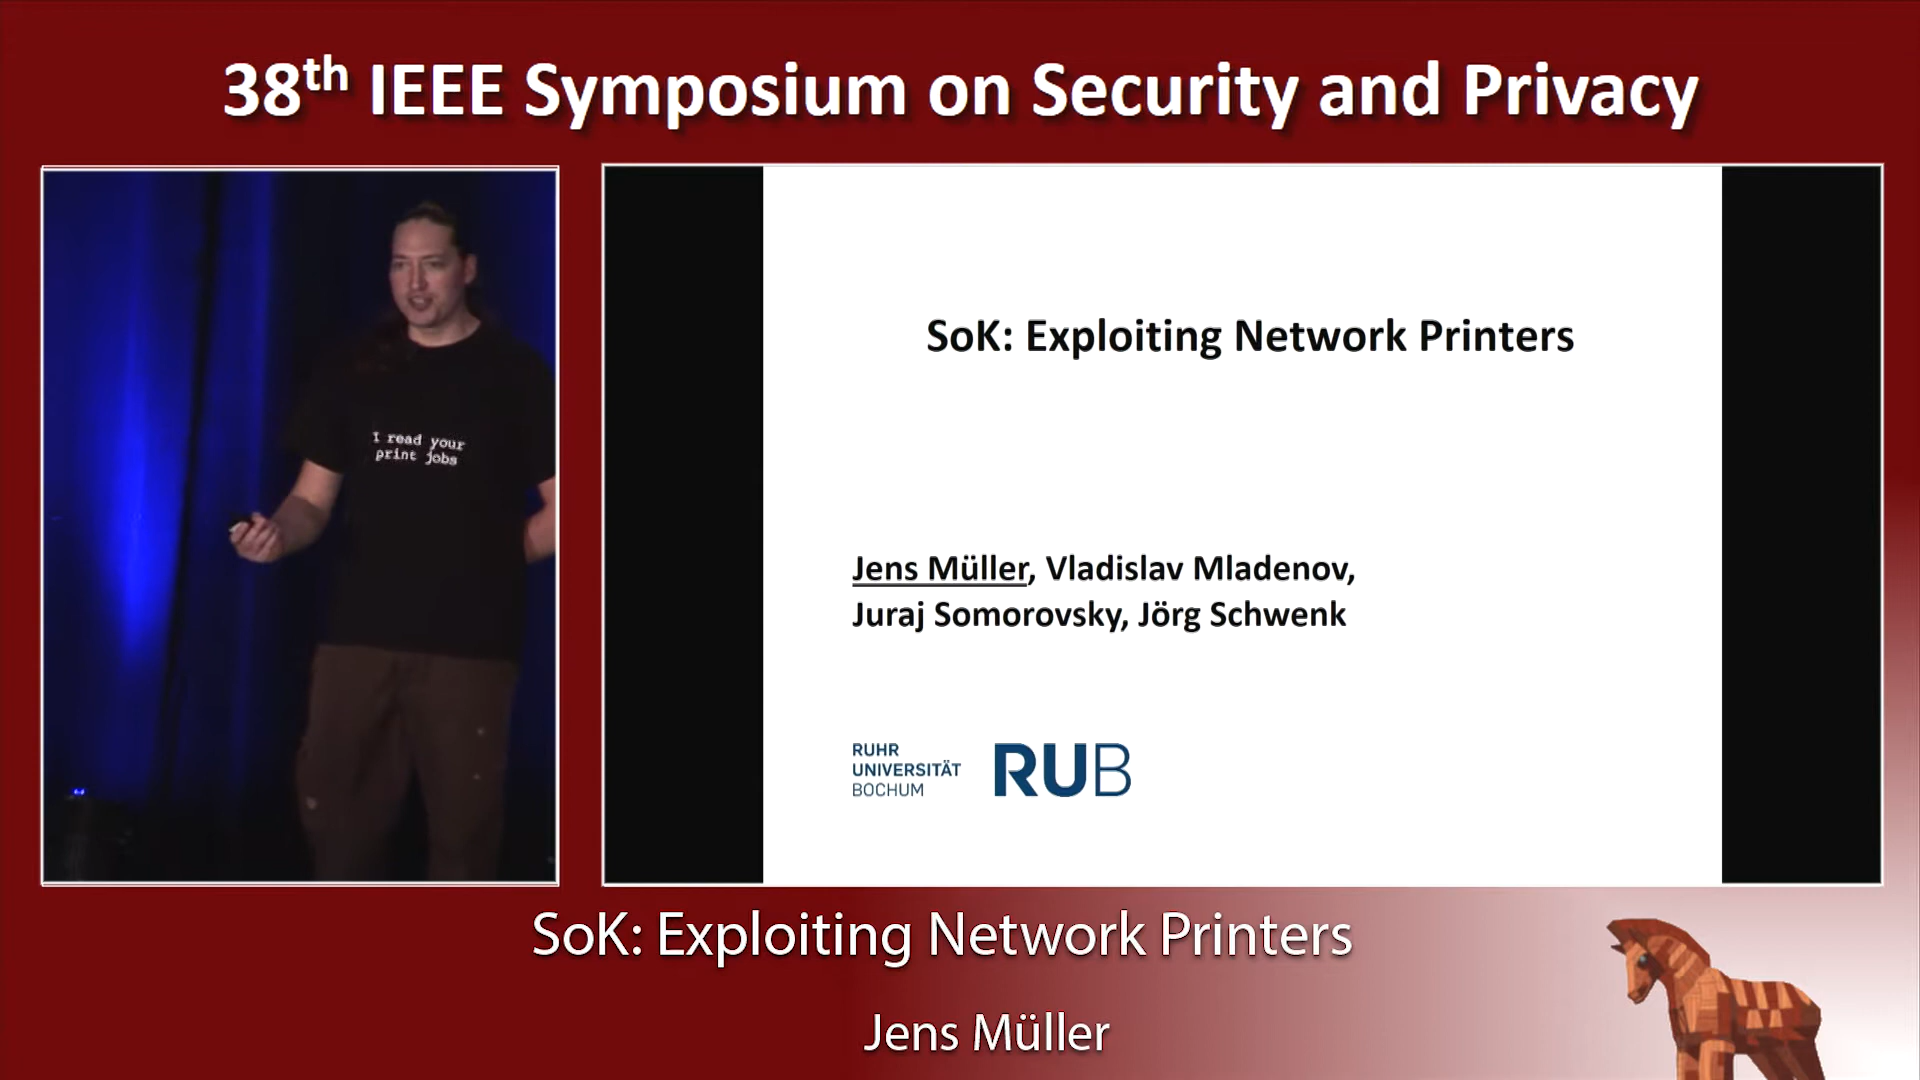 38th IEEE Symposium on Security and Privacy
I read your
print jobs
SoK: Exploiting Network Printers
Jens Müller, Vladislav Mladenov,
Juraj Somorovsky, Jörg Schwenk
RUHR
UNIVERSITÄT
BOCHUM
RUB
SoK: Exploiting Network Printers
Jens Müller